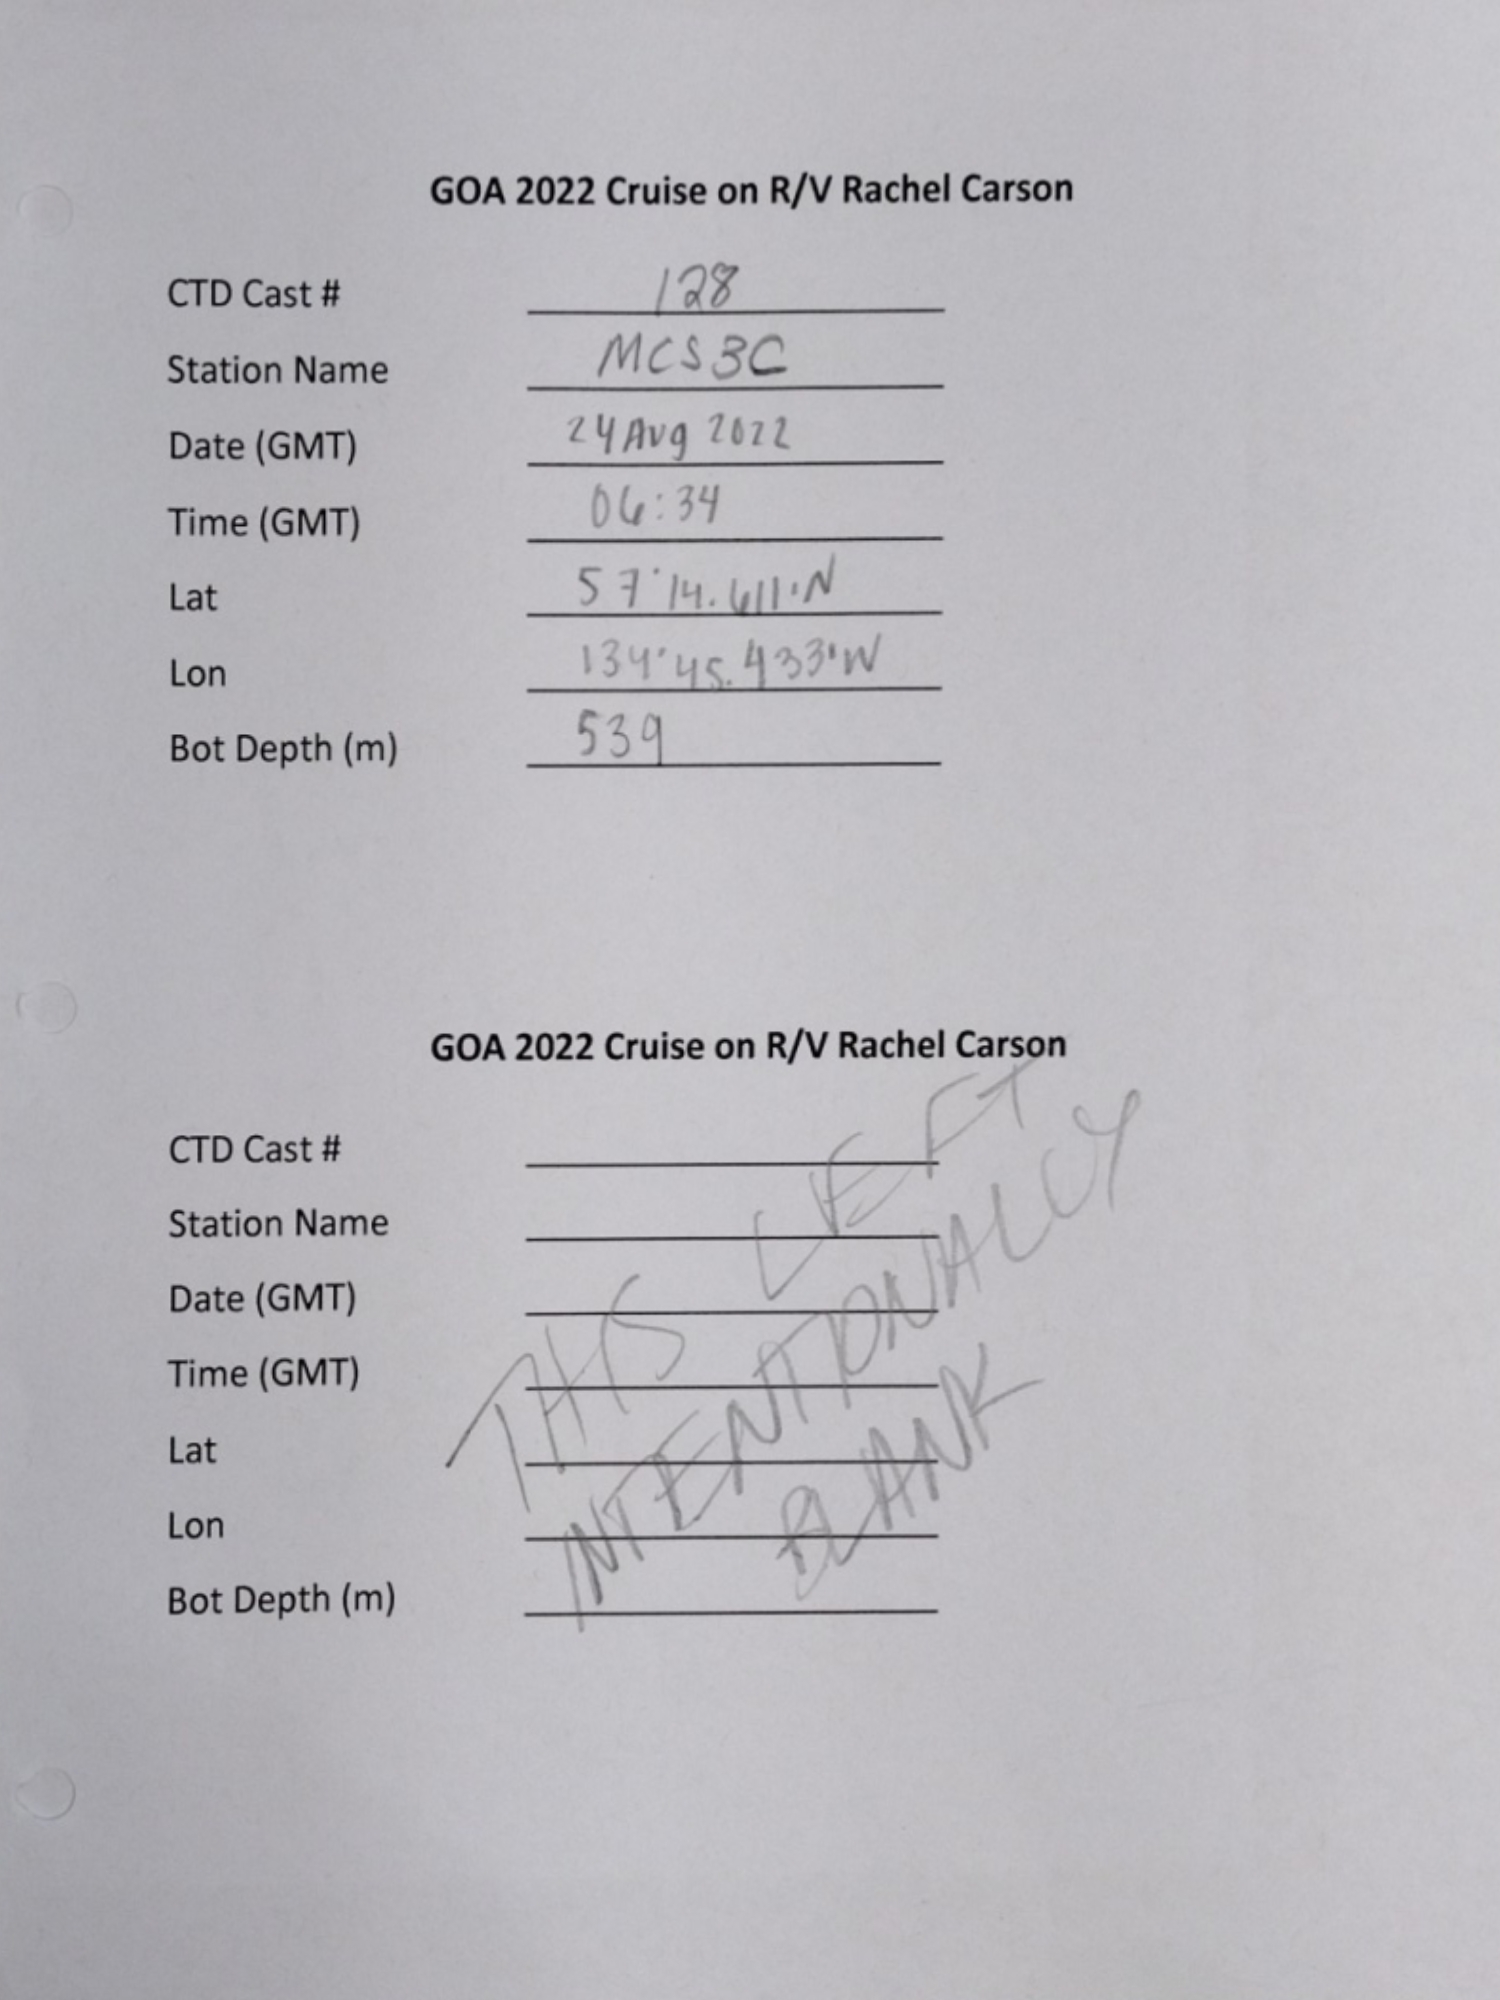 GOA 2022 Cruise on R/V Rachel Carson
CTD Cast # 128
Station Name MCS3C
Date (GMT) 24 Aug 2022
Time (GMT) 06:34
Lat 57°14.611'N
Lon 134°45.433'W
Bot Depth (m) 539
GOA 2022 Cruise on R/V Rachel Carson
CTD Cast #
Station Name
Date (GMT)
Time (GMT)
Lat
Lon
Bot Depth (m)
THIS LEFT
INTENTIONALLY
BLANK